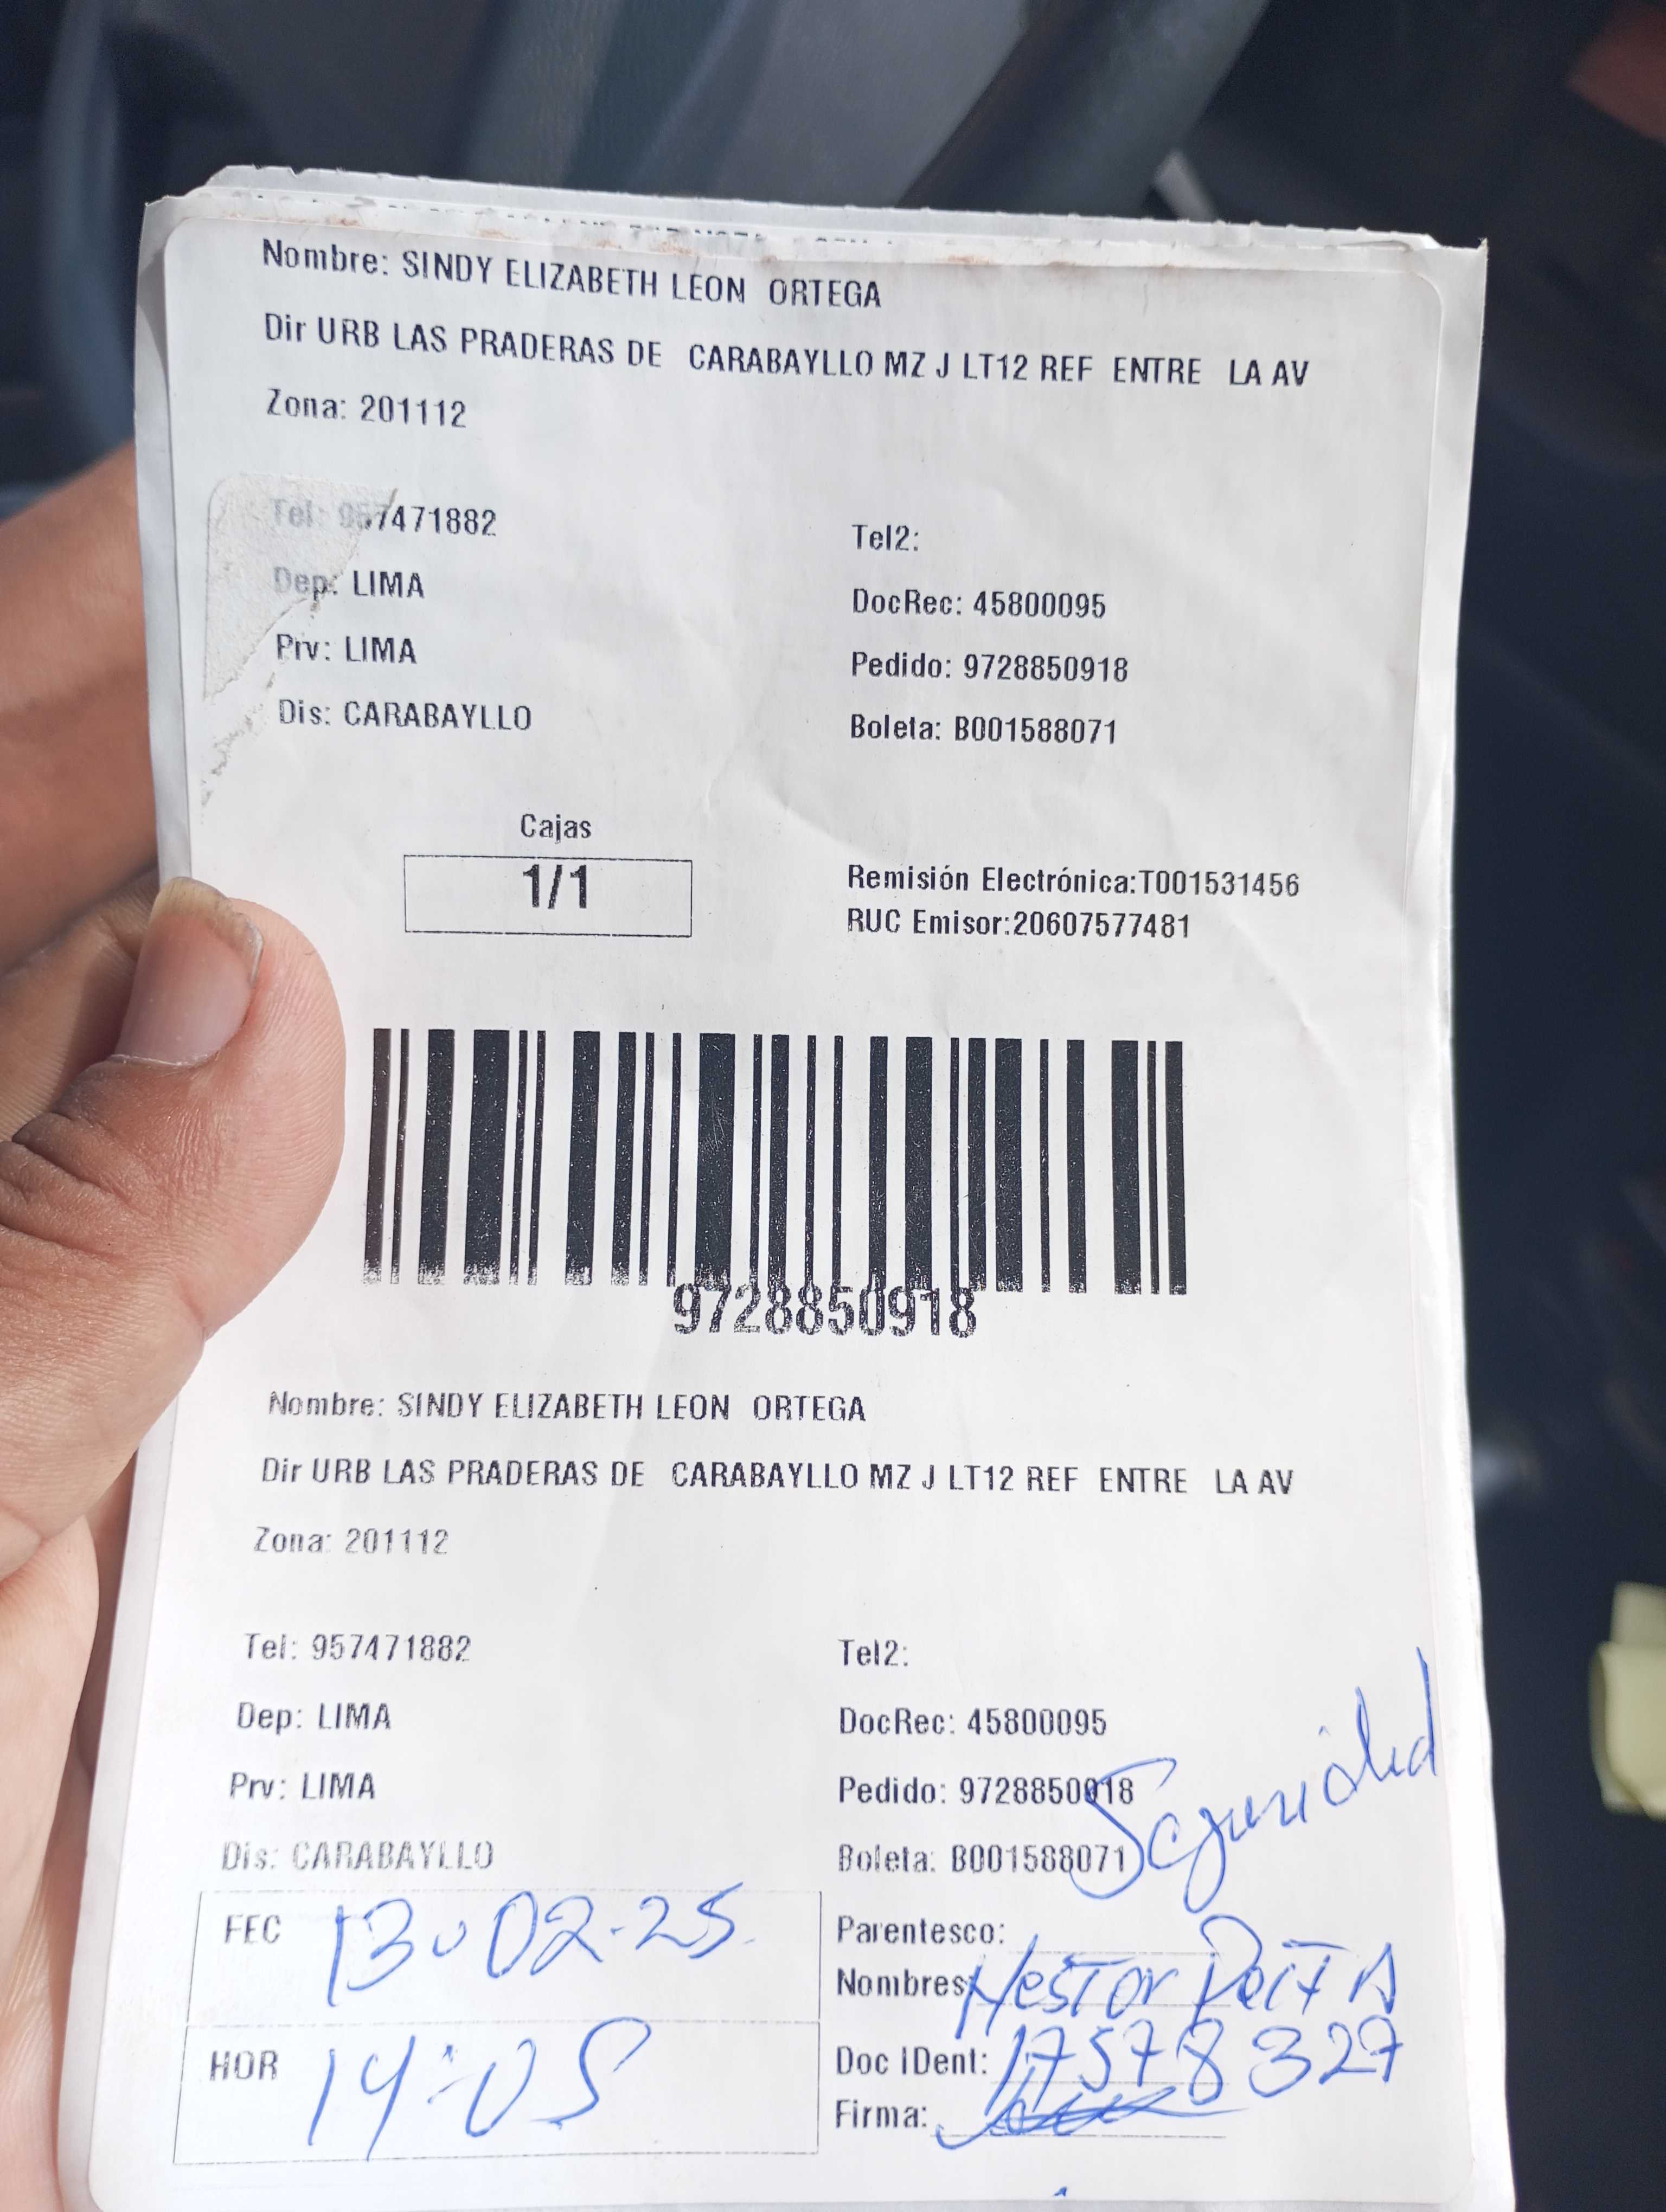 Nombre: SINDY ELIZABETH LEON ORTEGA
Dir URB LAS PRADERAS DE CARABAYLLO MZ J LT12 REF ENTRE LA AV
Zona: 201112
Tel: 957471882 Tel2:
Dep: LIMA DocRec: 45800095
Prv: LIMA Pedido: 9728850918
Dis: CARABAYLLO Boleta: B001588071
Cajas
1/1
Remisión Electrónica:T001531456
RUC Emisor:20607577481
9728850918
Nombre: SINDY ELIZABETH LEON ORTEGA
Dir URB LAS PRADERAS DE CARABAYLLO MZ J LT12 REF ENTRE LA AV
Zona: 201112
Tel: 957471882 Tel2:
Dep: LIMA DocRec: 45800095
Prv: LIMA Pedido: 9728850918
Dis: CARABAYLLO Boleta: B001588071
Seguridad
FEC 13-02-25
Parentesco:
Nombres: Hestor
HOR 14:05
Doc IDent: 17578327
Firma: